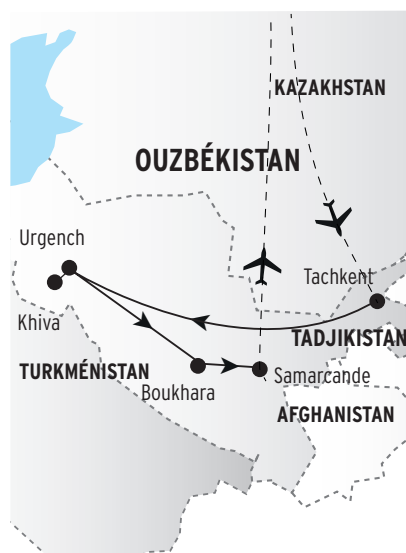 KAZAKHSTAN
OUZBÉKISTAN
Urgench
Tachkent
Khiva
TADJIKISTAN
TURKMÉNISTAN
Samarcande
Boukhara
AFGHANISTAN